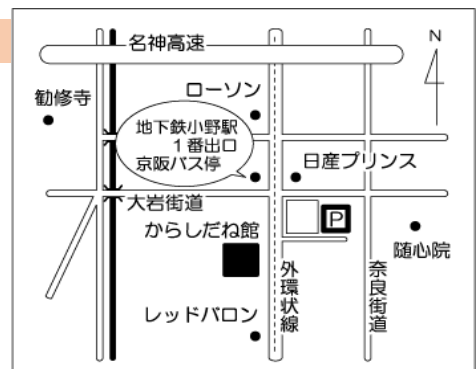 名神高速
N
勧修寺
ローソン
地下鉄小野駅
1番出口
京阪バス停
日産プリンス
大岩街道
からしだね館
P
随心院
外環状線
奈良街道
レッドバロン